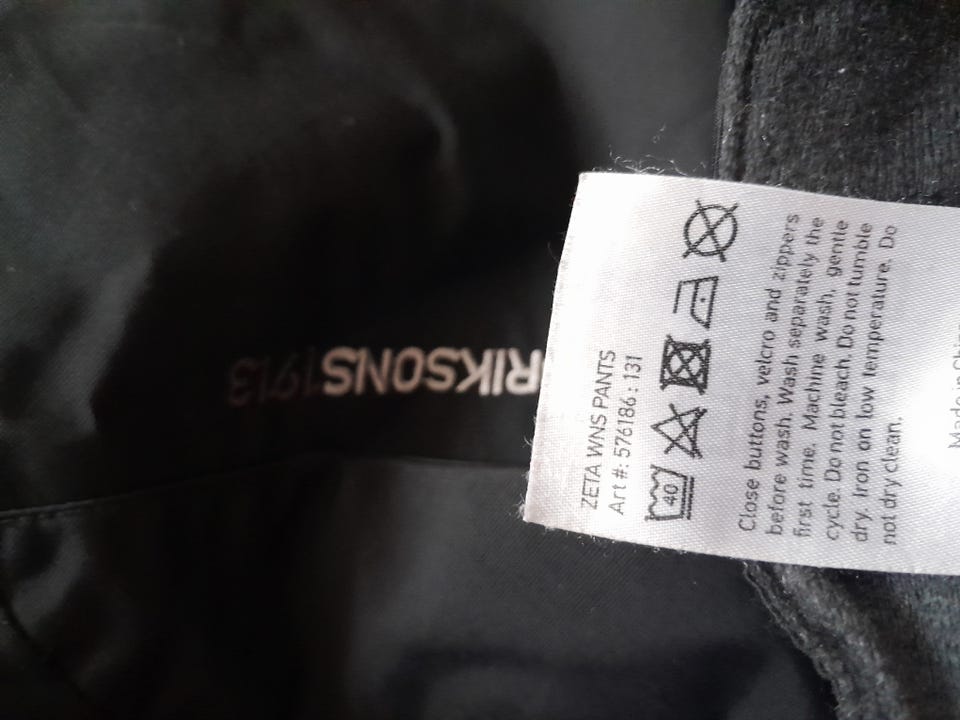 RIKSONS1913
ZETA WNS PANTS
Art #: 576186 : 131
40
Close buttons, velcro and zippers
before wash. Wash separately the
first time. Machine wash, gentle
cycle. Do not bleach. Do not tumble
dry. Iron on low temperature. Do
not dry clean.
Made in